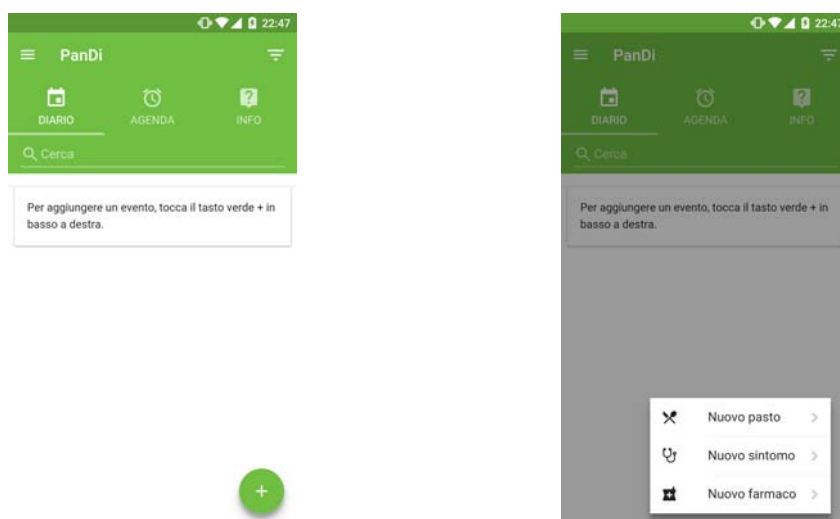 22:47
PanDi
DIARIO
AGENDA
INFO
Cerca
Per aggiungere un evento, tocca il tasto verde + in
basso a destra.
+
22:47
PanDi
DIARIO
AGENDA
INFO
Cerca
Per aggiungere un evento, tocca il tasto verde + in
basso a destra.
Nuovo pasto
Nuovo sintomo
Nuovo farmaco